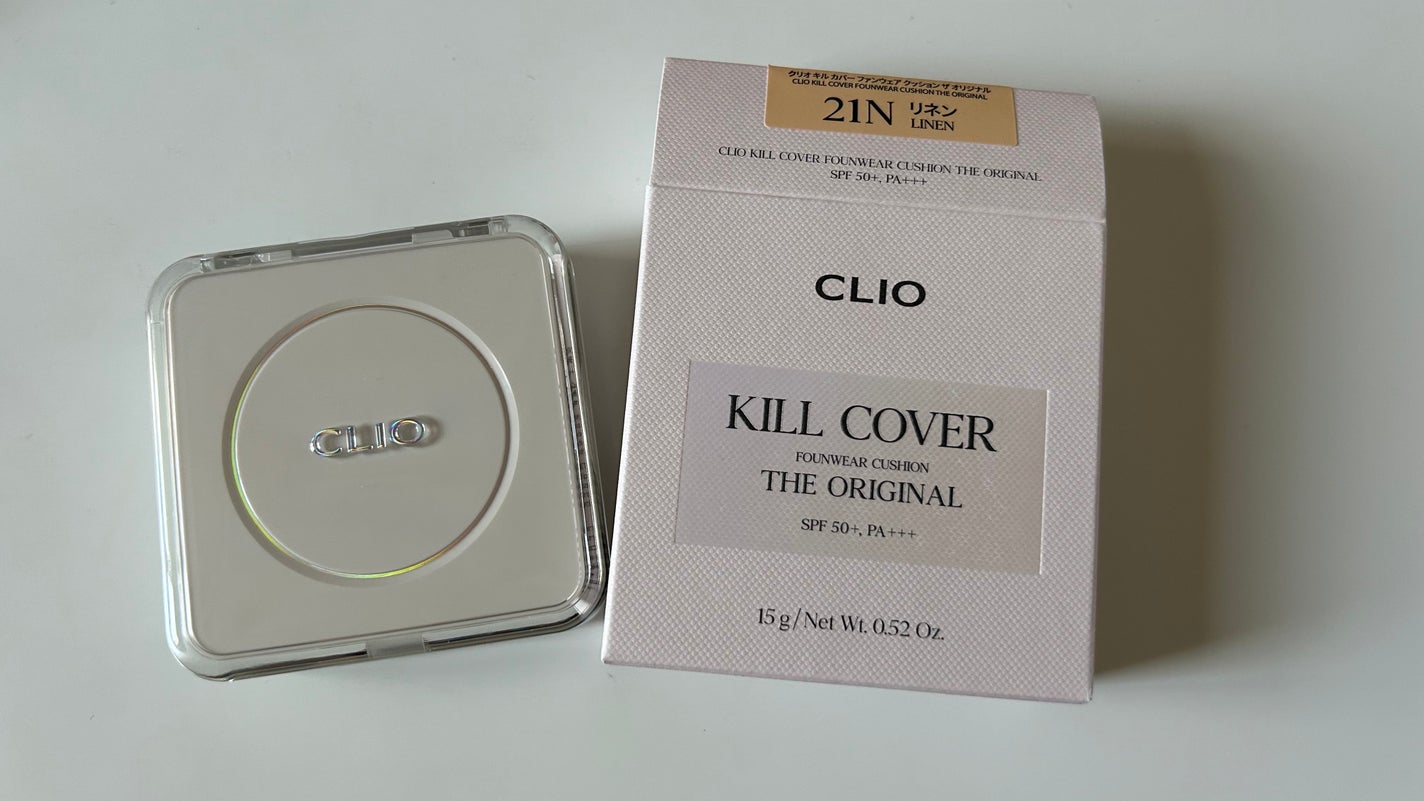 CLIO
クリオ キル カバー ファンウェア クッション ザ オリジナル
CLIO KILL COVER FOUNWEAR CUSHION THE ORIGINAL
21N リネン
LINEN
CLIO KILL COVER FOUNWEAR CUSHION THE ORIGINAL
SPF 50+, PA+++
CLIO
KILL COVER
FOUNWEAR CUSHION
THE ORIGINAL
SPF 50+, PA+++
15 g/Net Wt. 0.52 Oz.